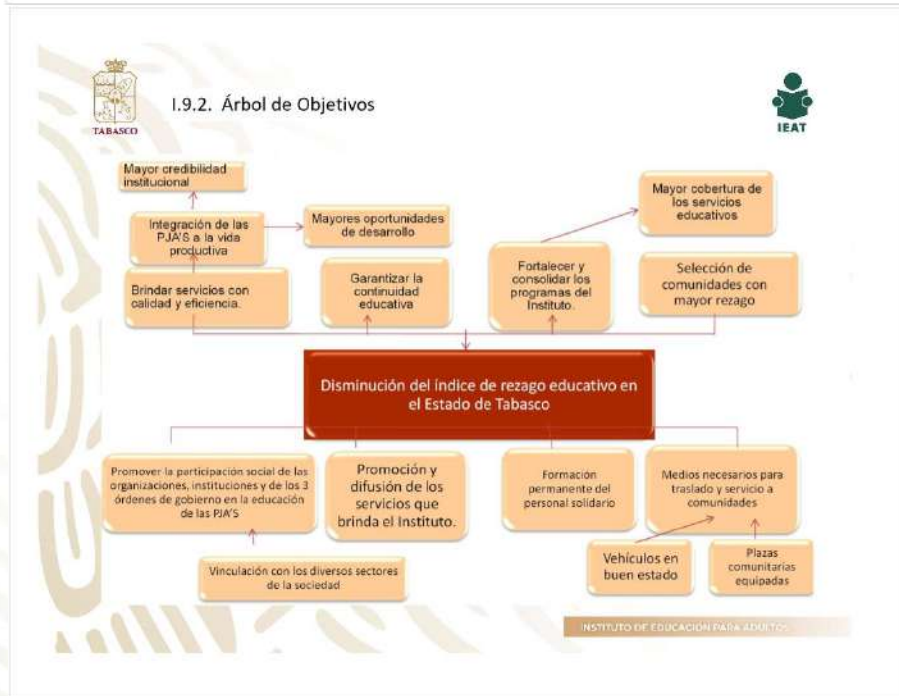 TABASCO
I.9.2. Árbol de Objetivos
IEAT
Mayor credibilidad
institucional
Integración de las
PJA'S a la vida
productiva
Mayores oportunidades
de desarrollo
Mayor cobertura de
los servicios
educativos
Brindar servicios con
calidad y eficiencia.
Garantizar la
continuidad
educativa
Fortalecer y
consolidar los
programas del
Instituto.
Selección de
comunidades con
mayor rezago
Disminución del índice de rezago educativo en
el Estado de Tabasco
Promover la participación social de las
organizaciones, instituciones y de los 3
órdenes de gobierno en la educación
de las PJA'S
Promoción y
difusión de los
servicios que
brinda el Instituto.
Formación
permanente del
personal solidario
Medios necesarios para
traslado y servicio a
comunidades
Vinculación con los diversos sectores
de la sociedad
Vehículos en
buen estado
Plazas
comunitarias
equipadas
INSTITUTO DE EDUCACIÓN PARA ADULTOS